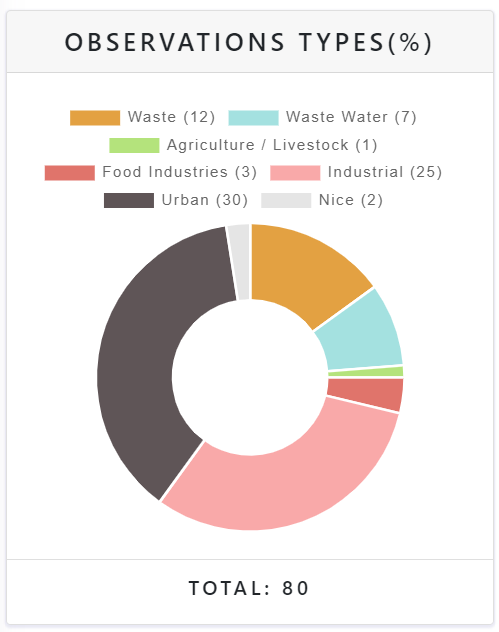 OBSERVATIONS TYPES(%)
Waste (12) Waste Water (7)
Agriculture / Livestock (1)
Food Industries (3) Industrial (25)
Urban (30) Nice (2)
TOTAL: 80